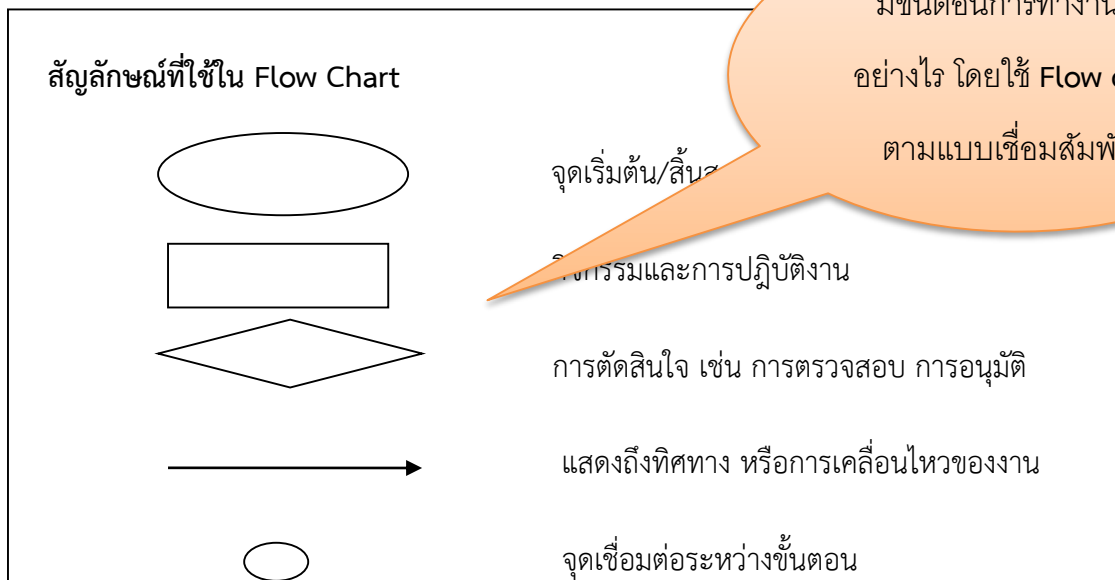 มีขั้นตอนการทำงาน
สัญลักษณ์ที่ใช้ใน Flow Chart
อย่างไร โดยใช้ Flow
ตามแบบเชื่อมสัมพั
จุดเริ่มต้น/สิ้นส
กิจกรรมและการปฏิบัติงาน
การตัดสินใจ เช่น การตรวจสอบ การอนุมัติ
แสดงถึงทิศทาง หรือการเคลื่อนไหวของงาน
จุดเชื่อมต่อระหว่างขั้นตอน